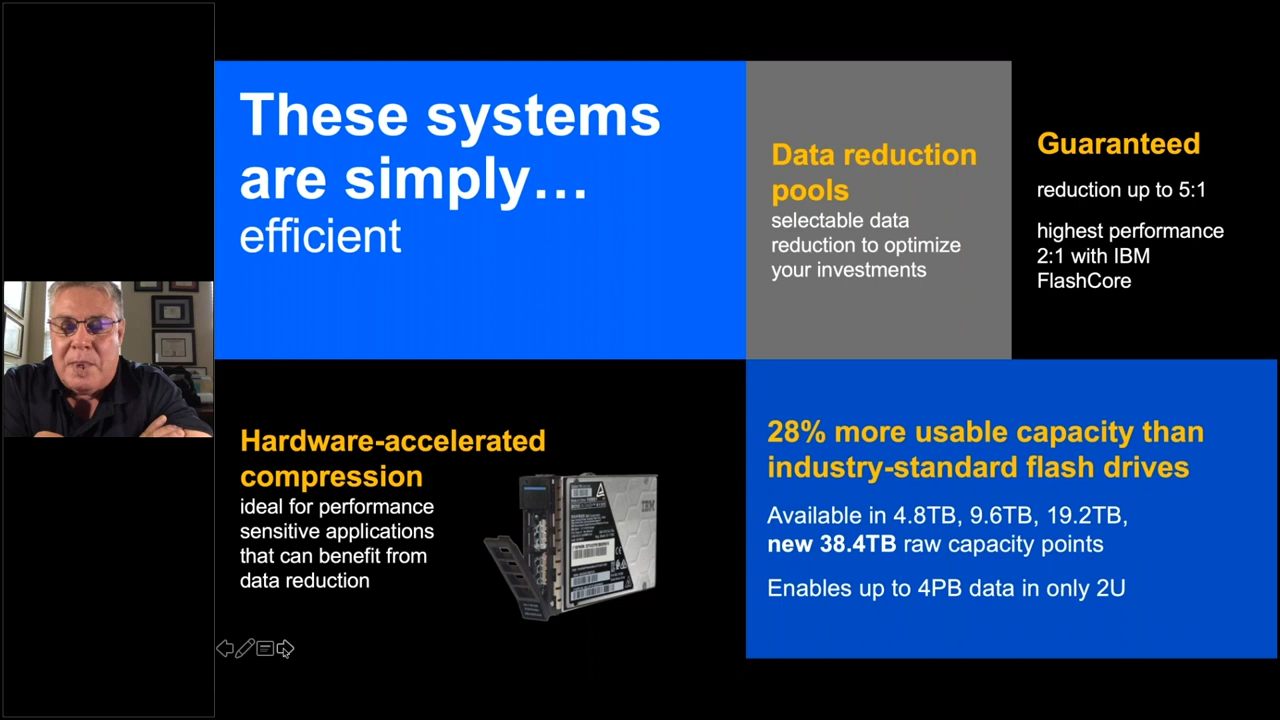 These systems
are simply…
efficient
Data reduction
pools
selectable data
reduction to optimize
your investments
Guaranteed
reduction up to 5:1
highest performance
2:1 with IBM
FlashCore
Hardware-accelerated
compression
ideal for performance
sensitive applications
that can benefit from
data reduction
IBM
28% more usable capacity than
industry-standard flash drives
Available in 4.8TB, 9.6TB, 19.2TB,
new 38.4TB raw capacity points
Enables up to 4PB data in only 2U